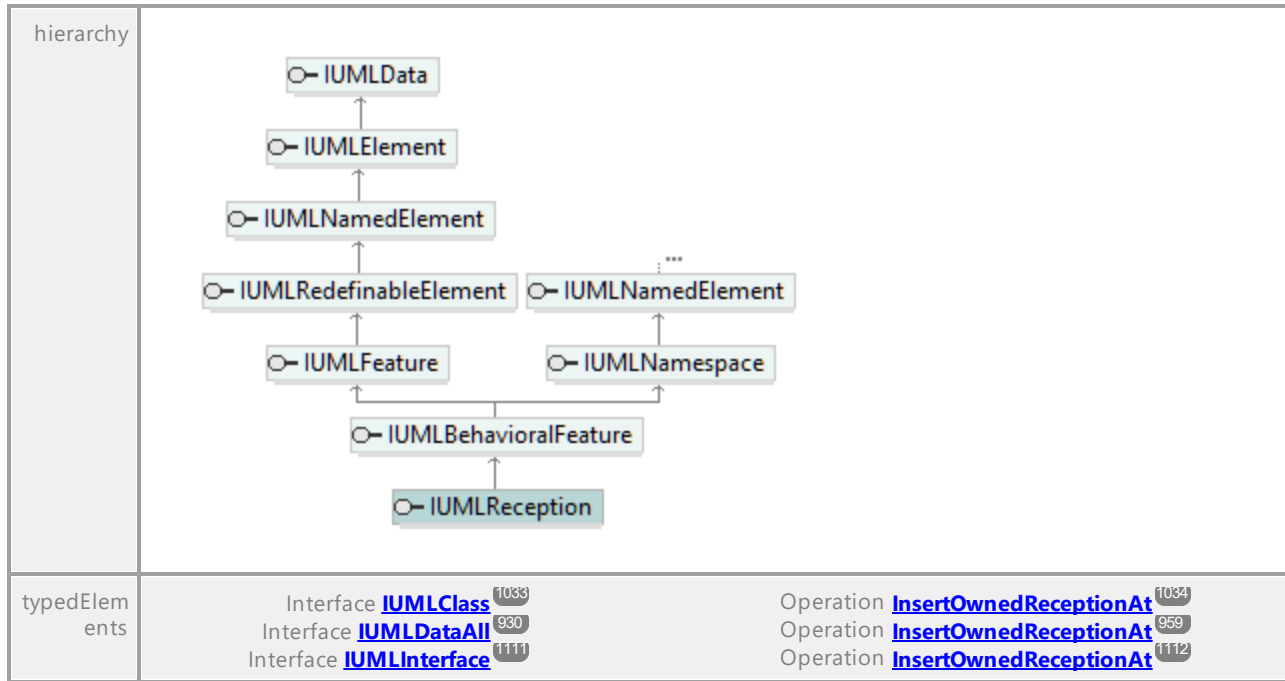 hierarchy
IUMLData
IUMLElement
IUMLNamedElement
...
IUMLRedefinableElement IUMLNamedElement
IUMLFeature IUMLNamespace
IUMLBehavioralFeature
IUMLReception
typedElem
ents
Interface IUMLClass 1033 Operation InsertOwnedReceptionAt 1034
Interface IUMLDataAll 930 Operation InsertOwnedReceptionAt 959
Interface IUMLInterface 1111 Operation InsertOwnedReceptionAt 1112